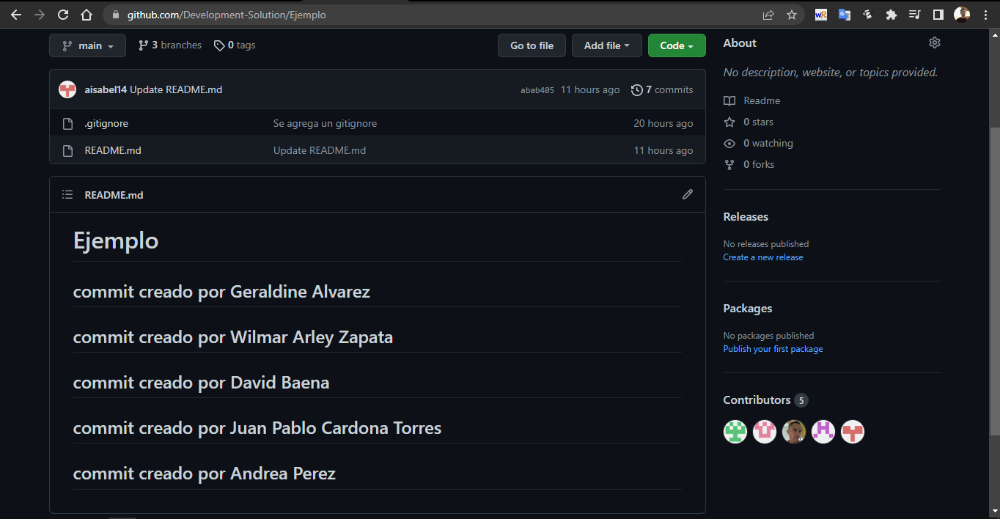 github.com/Development-Solution/Ejemplo
main
3 branches
0 tags
Go to file
Add file
Code
aisabel14 Update README.md
abab405 11 hours ago
7 commits
.gitignore
Se agrega un gitignore
20 hours ago
README.md
Update README.md
11 hours ago
README.md
Ejemplo
commit creado por Geraldine Alvarez
commit creado por Wilmar Arley Zapata
commit creado por David Baena
commit creado por Juan Pablo Cardona Torres
commit creado por Andrea Perez
About
No description, website, or topics provided.
Readme
0 stars
0 watching
0 forks
Releases
No releases published
Create a new release
Packages
No packages published
Publish your first package
Contributors 5